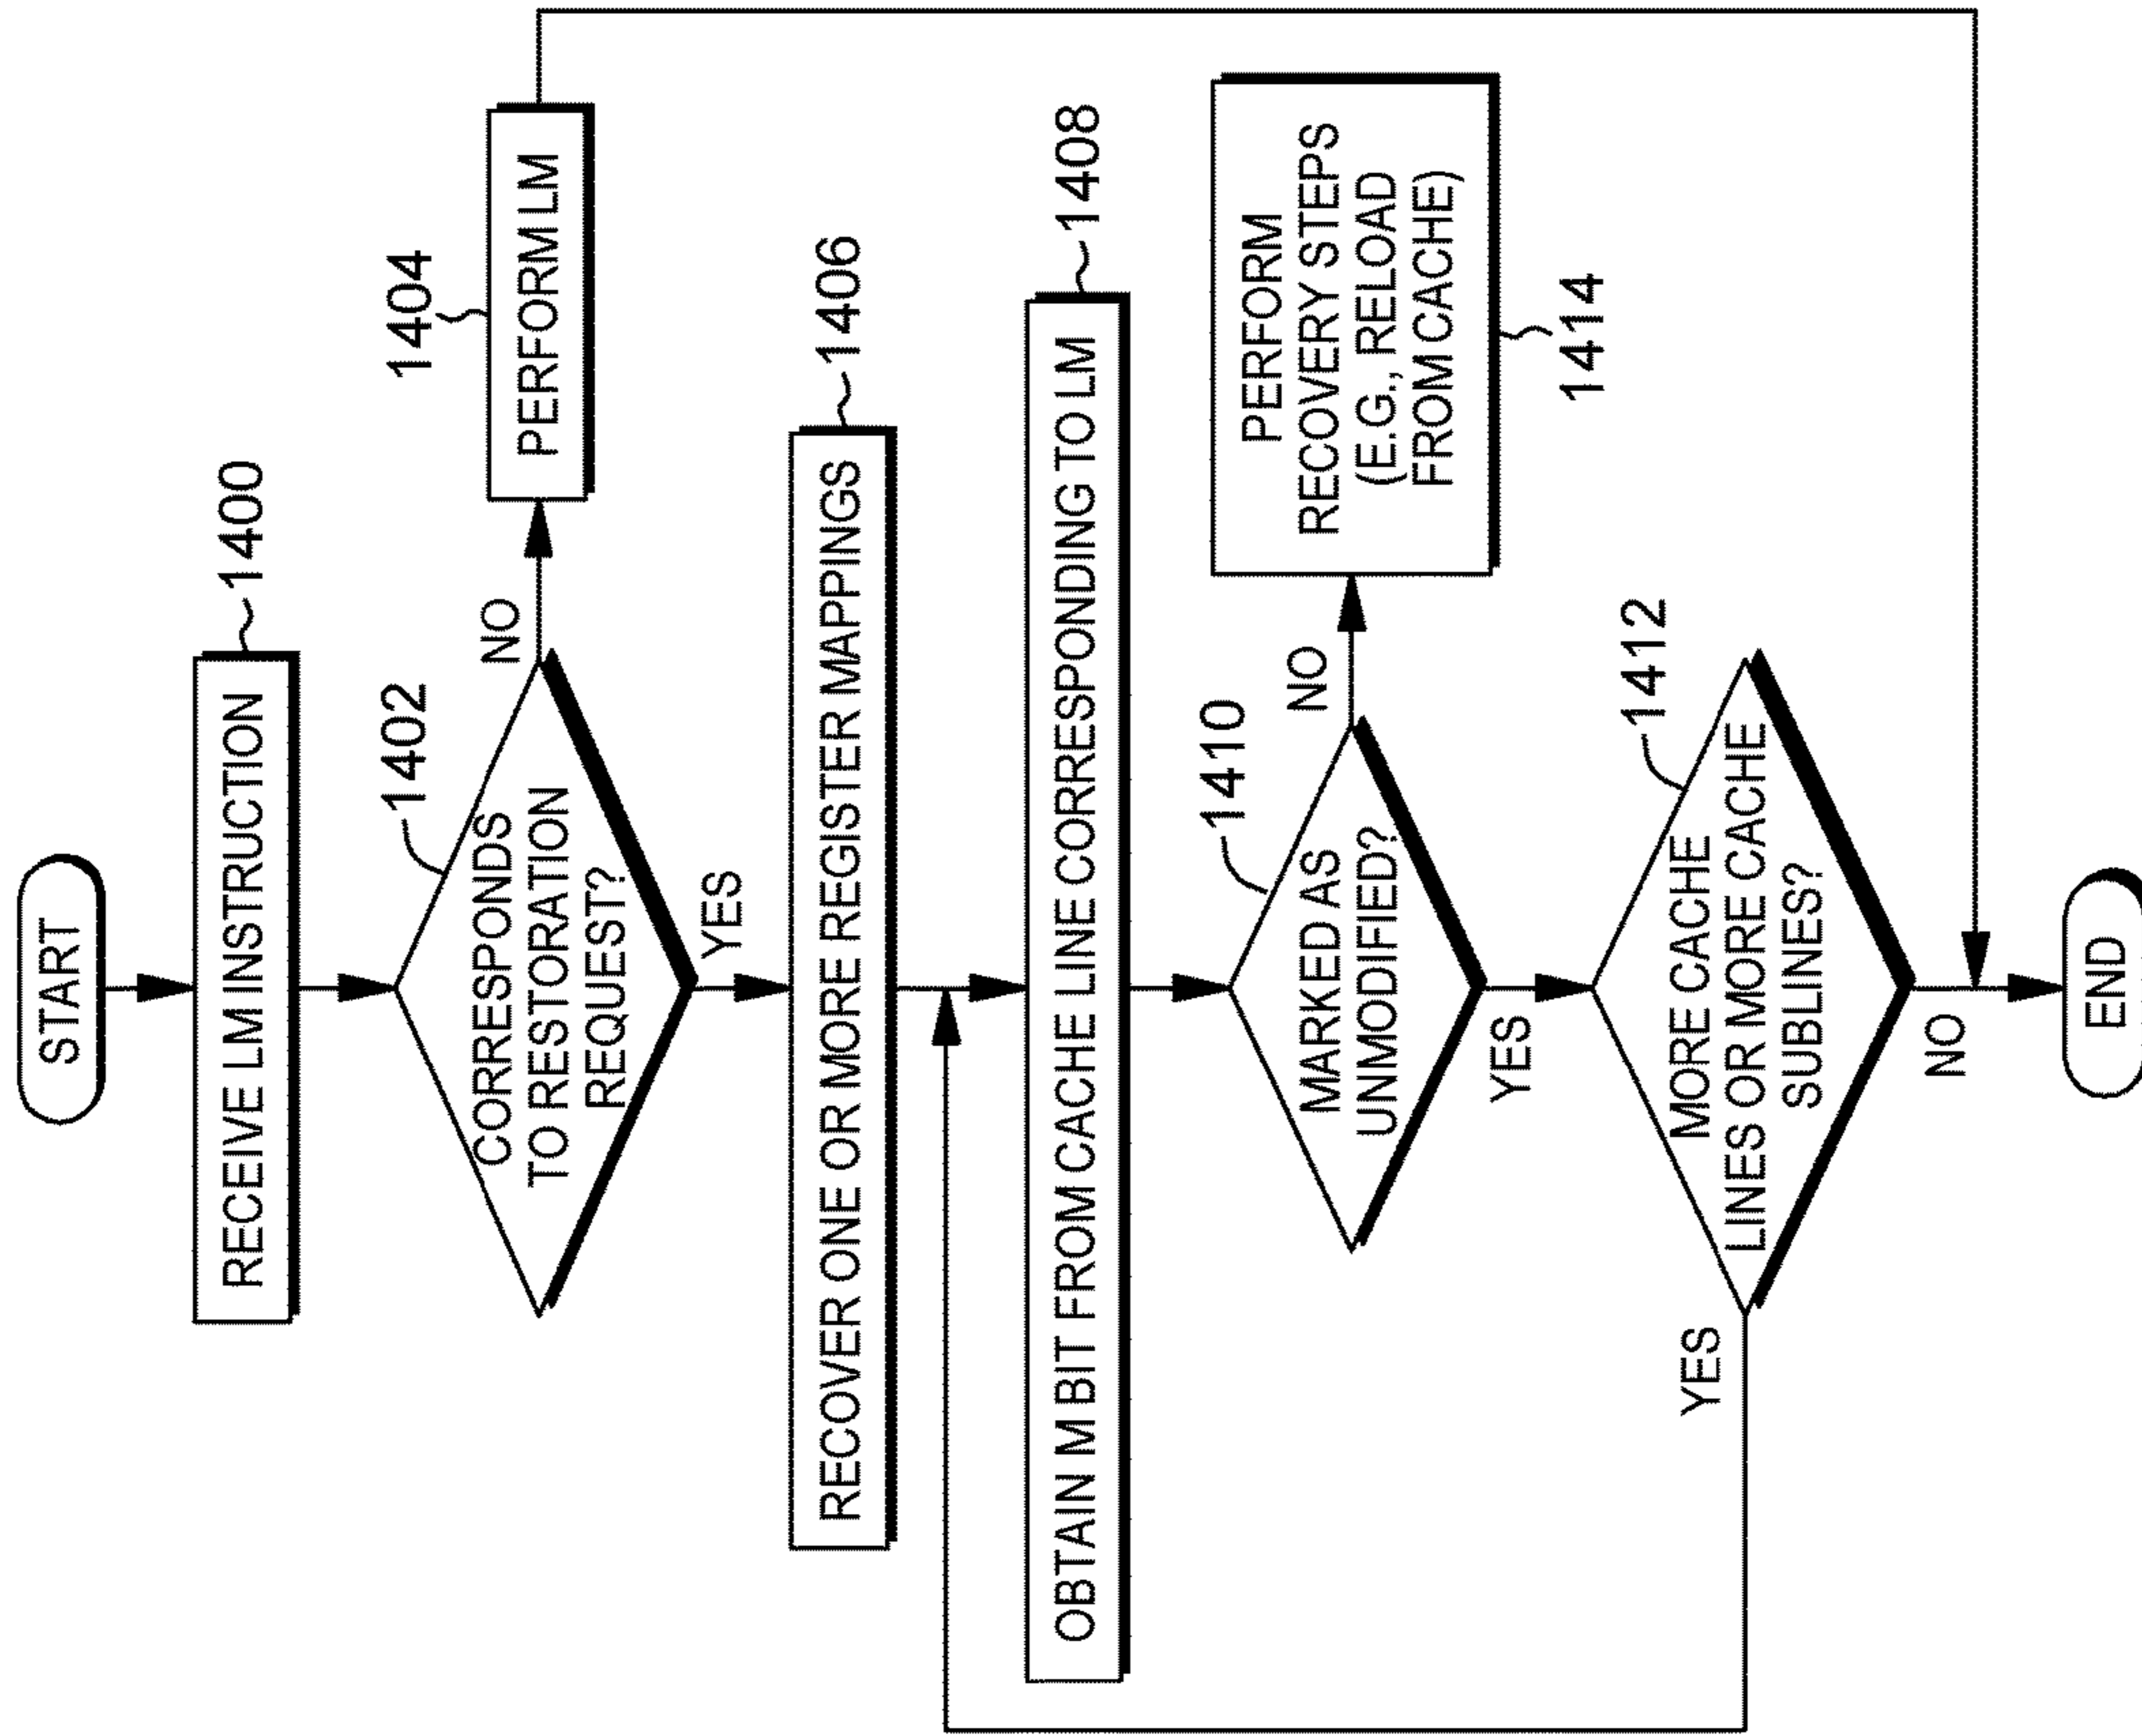 START
RECEIVE LM INSTRUCTION
1400
CORRESPONDS
TO RESTORATION
REQUEST?
1402
NO
PERFORM LM
1404
YES
RECOVER ONE OR MORE REGISTER MAPPINGS
1406
OBTAIN M BIT FROM CACHE LINE CORRESPONDING TO LM
1408
MARKED AS
UNMODIFIED?
1410
NO
PERFORM
RECOVERY STEPS
(E.G., RELOAD
FROM CACHE)
1414
YES
MORE CACHE
LINES OR MORE CACHE
SUBLINES?
1412
YES
NO
END